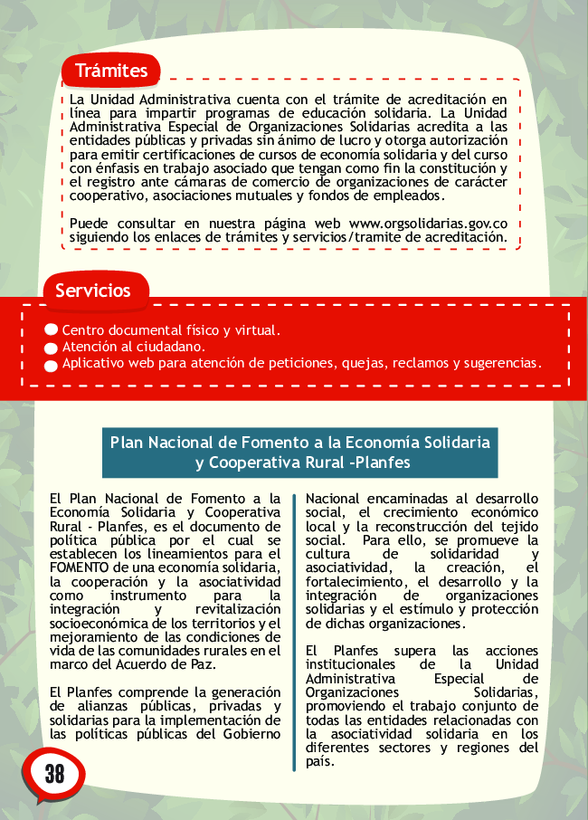 Trámites
La Unidad Administrativa cuenta con el trámite de acreditación en
línea para impartir programas de educación solidaria. La Unidad
Administrativa Especial de Organizaciones Solidarias acredita a las
entidades públicas y privadas sin ánimo de lucro y otorga autorización
para emitir certificaciones de cursos de economía solidaria y del curso
con énfasis en trabajo asociado que tengan como fin la constitución y
el registro ante cámaras de comercio de organizaciones de carácter
cooperativo, asociaciones mutuales y fondos de empleados.
Puede consultar en nuestra página web www.orgsolidarias.gov.co
siguiendo los enlaces de trámites y servicios/tramite de acreditación.
Servicios
Centro documental físico y virtual.
Atención al ciudadano.
Aplicativo web para atención de peticiones, quejas, reclamos y sugerencias.
Plan Nacional de Fomento a la Economía Solidaria
y Cooperativa Rural -Planfes
El Plan Nacional de Fomento a la
Economía Solidaria y Cooperativa
Rural - Planfes, es el documento de
política pública por el cual se
establecen los lineamientos para el
FOMENTO de una economía solidaria,
la cooperación y la asociatividad
como instrumento para la
integración y revitalización
socioeconómica de los territorios y el
mejoramiento de las condiciones de
vida de las comunidades rurales en el
marco del Acuerdo de Paz.
El Planfes comprende la generación
de alianzas públicas, privadas y
solidarias para la implementación de
las políticas públicas del Gobierno
Nacional encaminadas al desarrollo
social, el crecimiento económico
local y la reconstrucción del tejido
social. Para ello, se promueve la
cultura de solidaridad y
asociatividad, la creación, el
fortalecimiento, el desarrollo y la
integración de organizaciones
solidarias y el estímulo y protección
de dichas organizaciones.
El Planfes supera las acciones
institucionales de la Unidad
Administrativa Especial de
Organizaciones Solidarias,
promoviendo el trabajo conjunto de
todas las entidades relacionadas con
la asociatividad solidaria en los
diferentes sectores y regiones del
país.
38